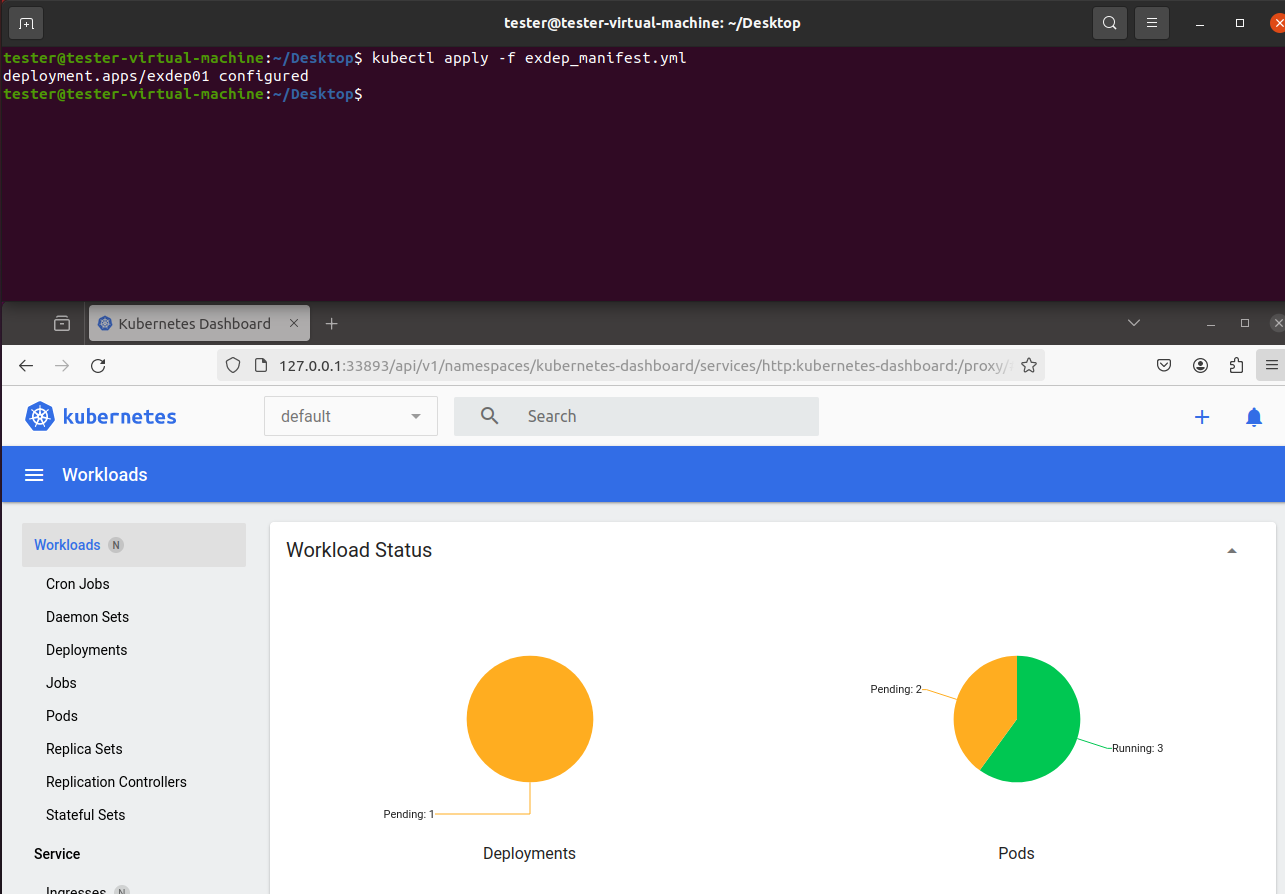 tester@tester-virtual-machine: ~/Desktop
tester@tester-virtual-machine:~/Desktop$ kubectl apply -f exdep_manifest.yml
deployment.apps/exdep01 configured
tester@tester-virtual-machine:~/Desktop$
Kubernetes Dashboard
127.0.0.1:33893/api/v1/namespaces/kubernetes-dashboard/services/http:kubernetes-dashboard:/proxy/
kubernetes
default
Search
Workloads
Workloads N
Workload Status
Cron Jobs
Daemon Sets
Deployments
Jobs
Pods
Replica Sets
Replication Controllers
Stateful Sets
Service
Ingresses N
Pending: 1
Deployments
Pending: 2
Running: 3
Pods